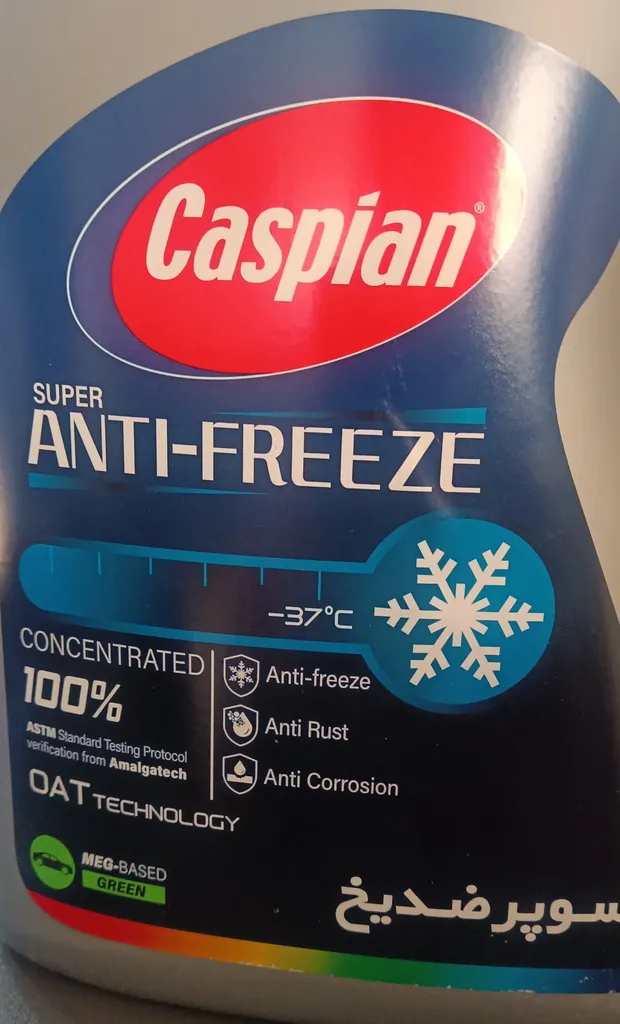 Caspian®
SUPER
ANTI-FREEZE
-37°C
CONCENTRATED
100%
ASTM Standard Testing Protocol
verification from Amalgatech
OAT TECHNOLOGY
Anti-freeze
Anti Rust
Anti Corrosion
MEG-BASED
GREEN
سوپر ضدیخ